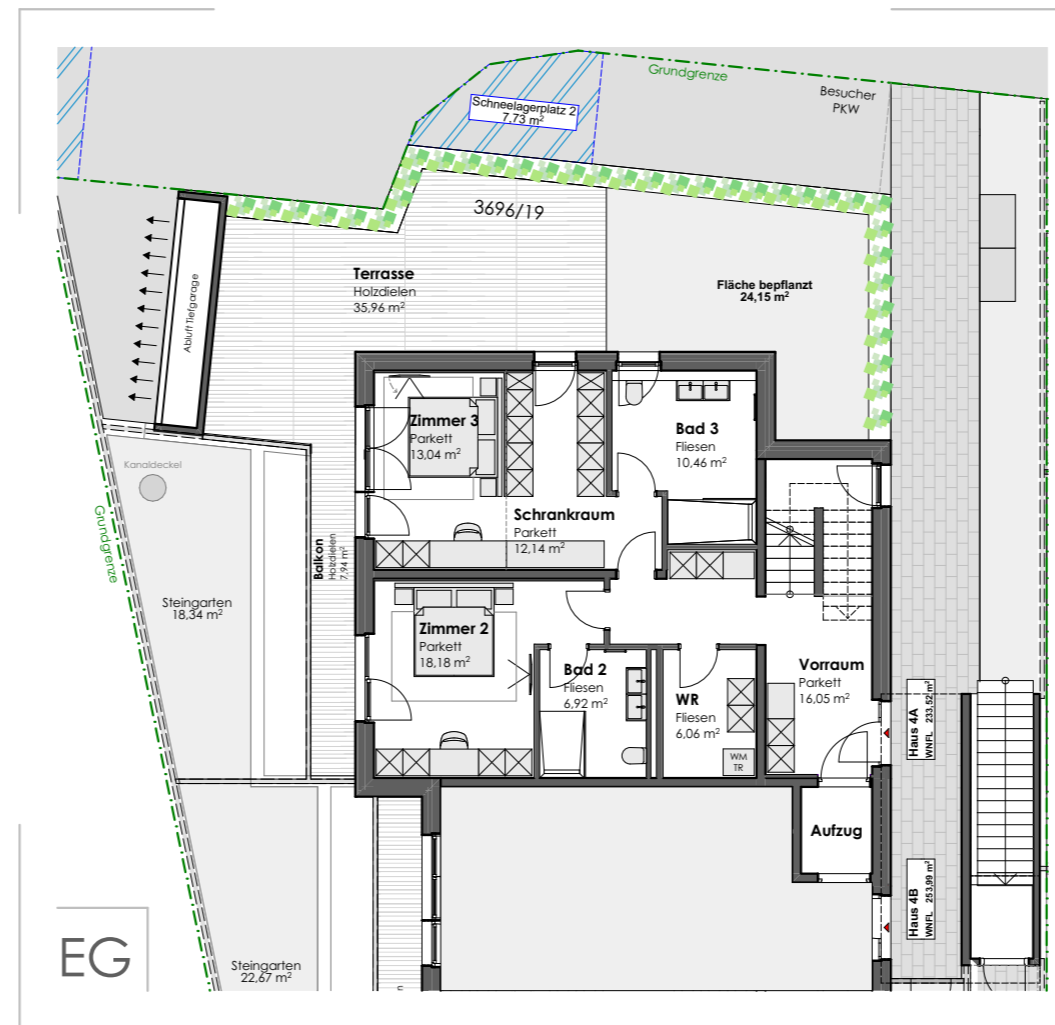 Grundgrenze
Besucher
PKW
Schneelagerplatz 2
7,73 m²
3696/19
Terrasse
Holzdielen
35,96 m²
Fläche bepflanzt
24,15 m²
Abluft Tiefgarage
Zimmer 3
Parkett
13,04 m²
Bad 3
Fliesen
10,46 m²
Kanaldeckel
Grundgrenze
Schrankraum
Parkett
12,14 m²
Balkon
Holzdielen
7,94 m²
Steingarten
18,34 m²
Zimmer 2
Parkett
18,18 m²
Bad 2
Fliesen
6,92 m²
WR
Fliesen
6,06 m²
WM
TR
Vorraum
Parkett
16,05 m²
Haus 4A
WNFL 233,52 m²
Aufzug
Haus 4B
WNFL 253,99 m²
EG
Steingarten
22,67 m²